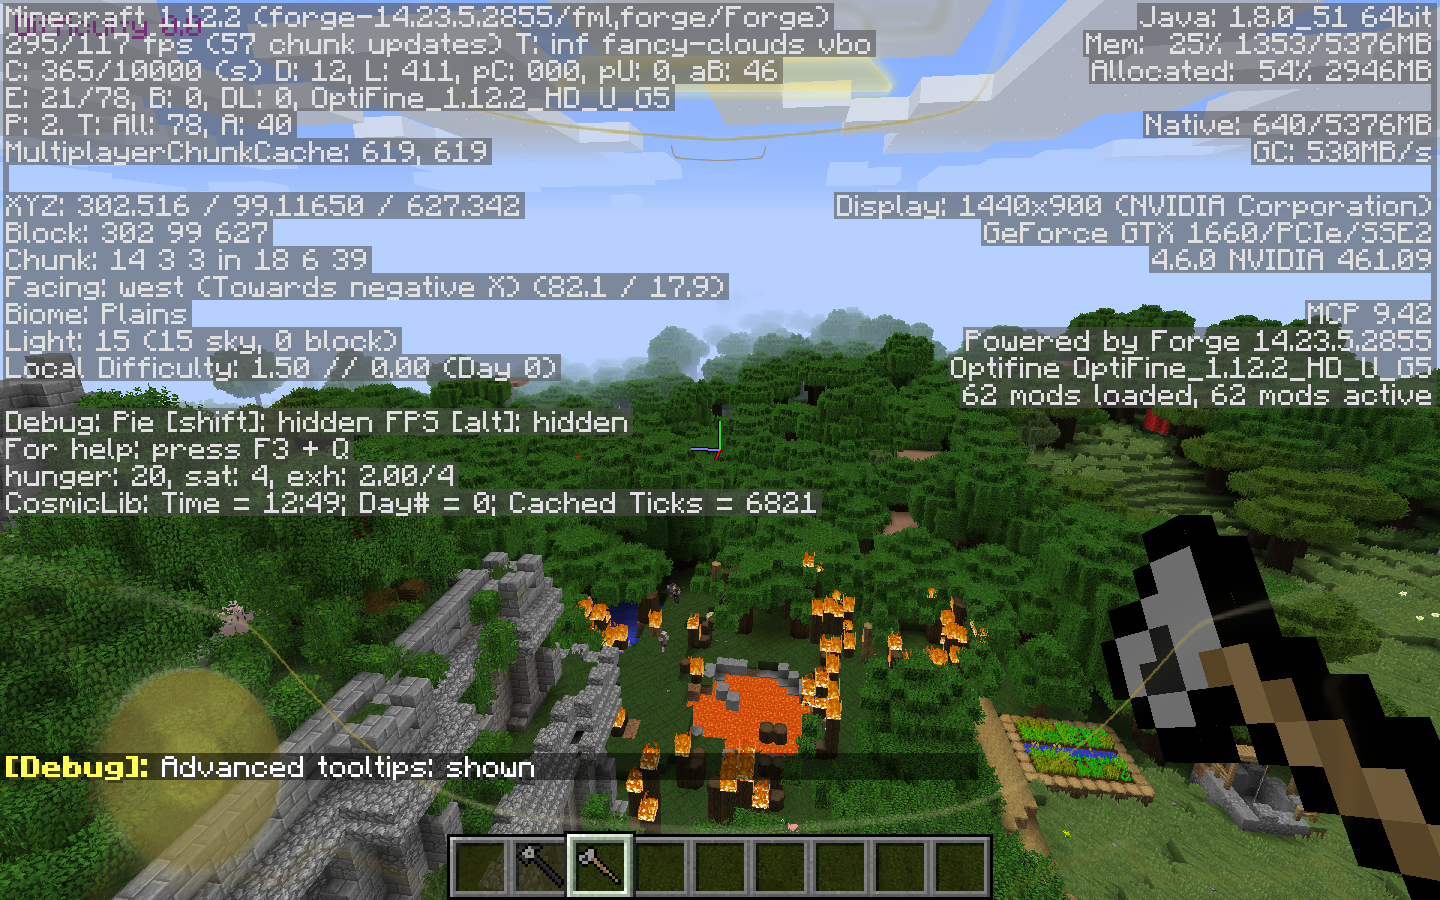 Minecraft 1.12.2 (forge-14.23.5.2855/fml,forge/Forge)
295/117 fps (57 chunk updates) T: inf fancy-clouds vbo
C: 365/10000 (s) D: 12, L: 411, pC: 000, pU: 0, aB: 46
E: 21/78, B: 0, DL: 0, OptiFine_1.12.2_HD_U_G5
P: 2. T: All: 78, A: 40
MultiplayerChunkCache: 619, 619
XYZ: 302.516 / 99.11650 / 627.342
Block: 302 99 627
Chunk: 14 3 3 in 18 6 39
Facing: west (Towards negative X) (82.1 / 17.9)
Biome: Plains
Light: 15 (15 sky, 0 block)
Local Difficulty: 1.50 // 0.00 (Day 0)
Debug: Pie [shift]: hidden FPS [alt]: hidden
For help: press F3 + Q
hunger: 20, sat: 4, exh: 2.00/4
CosmicLib: Time = 12:49; Day# = 0; Cached Ticks = 6821
Java: 1.8.0_51 64bit
Mem: 25% 1353/5376MB
Allocated: 54% 2946MB
Native: 640/5376MB
GC: 530MB/s
Display: 1440x900 (NVIDIA Corporation)
GeForce GTX 1660/PCIe/SSE2
4.6.0 NVIDIA 461.09
MCP 9.42
Powered by Forge 14.23.5.2855
Optifine OptiFine_1.12.2_HD_U_G5
62 mods loaded, 62 mods active
[Debug]: Advanced tooltips: shown